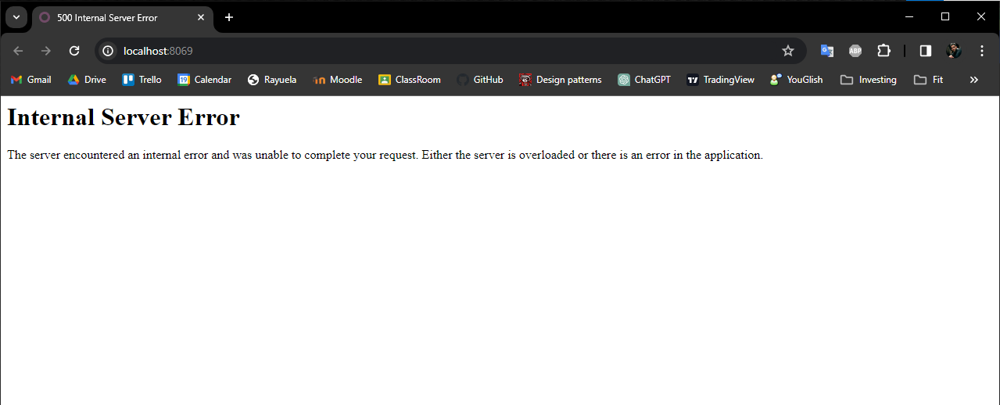 500 Internal Server Error
localhost:8069
ABP
Gmail Drive Trello 19 Calendar Rayuela Moodle ClassRoom GitHub Design patterns ChatGPT TradingView YouGlish Investing Fit
Internal Server Error
The server encountered an internal error and was unable to complete your request. Either the server is overloaded or there is an error in the application.